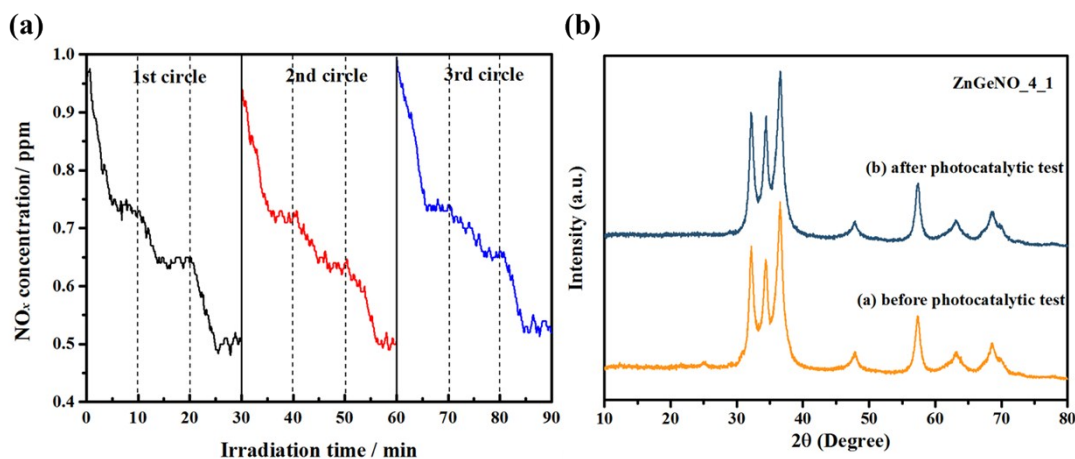 (a)
1.0
0.9
0.8
0.7
0.6
0.5
0.4
NOx concentration/ ppm
1st circle
2nd circle
3rd circle
0 10 20 30 40 50 60 70 80 90
Irradiation time / min
(b)
ZnGeNO_4_1
(b) after photocatalytic test
(a) before photocatalytic test
Intensity (a.u.)
10 20 30 40 50 60 70 80
2θ (Degree)